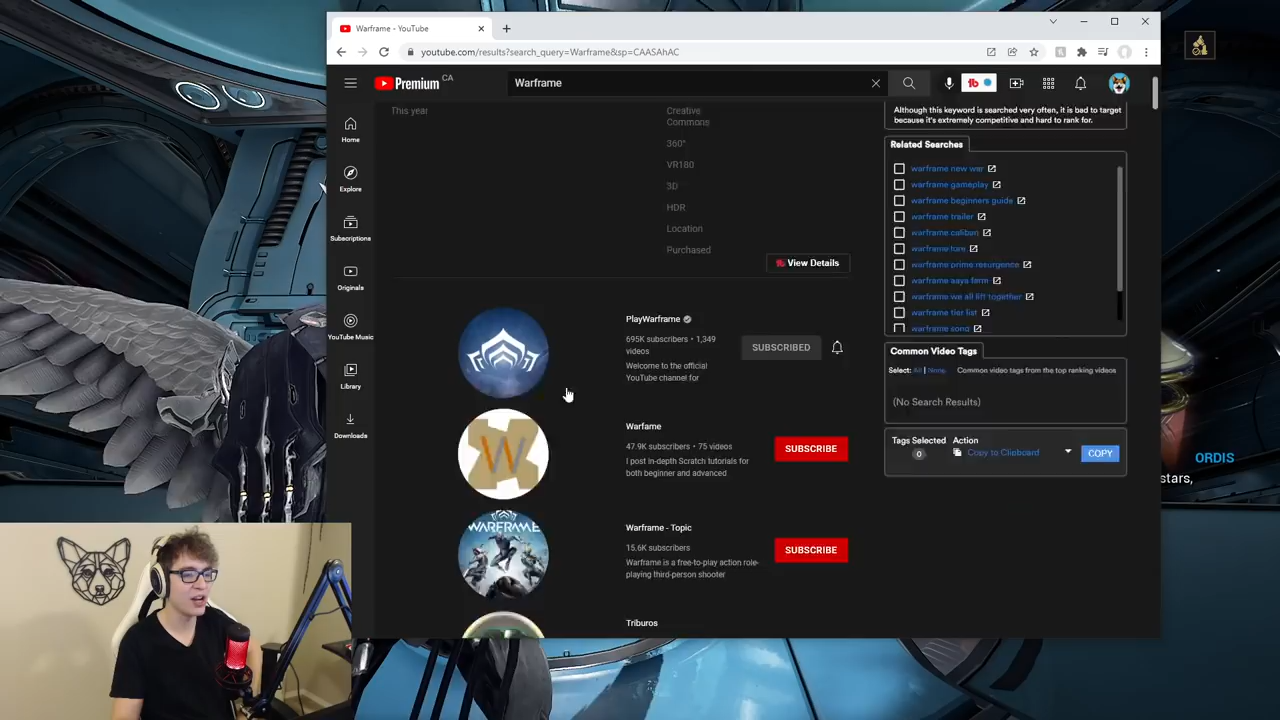 Warframe - YouTube
youtube.com/results?search_query=Warframe&sp=CAASAhAC
Premium CA
Warframe
Home
Explore
Subscriptions
Originals
YouTube Music
Library
Downloads
This year
Creative
Commons
360°
VR180
3D
HDR
Location
Purchased
View Details
PlayWarframe
695K subscribers • 1,349
videos
Welcome to the official
YouTube channel for
SUBSCRIBED
Warfame
47.9K subscribers • 75 videos
I post in-depth Scratch tutorials for
both beginner and advanced
SUBSCRIBE
WARFRAME
Warframe - Topic
15.6K subscribers
Warframe is a free-to-play action role-
playing third-person shooter
SUBSCRIBE
Triburos
Although this keyword is searched very often, it is bad to target
because it's extremely competitive and hard to rank for.
Related Searches
warframe new war
warframe gameplay
warframe beginners guide
warframe trailer
warframe caliban
warframe lore
warframe prime resurgence
warframe aaya farm
warframe we all lift together
warframe tier list
warframe song
Common Video Tags
Select: All | None
Common video tags from the top ranking videos
(No Search Results)
Tags Selected
0
Action
Copy to Clipboard
COPY
ORDIS
stars,